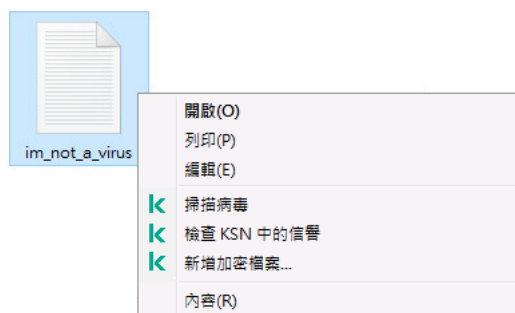 im_not_a_virus
開啟(O)
列印(P)
編輯(E)
掃描病毒
檢查 KSN 中的信譽
新增加密檔案...
內容(R)